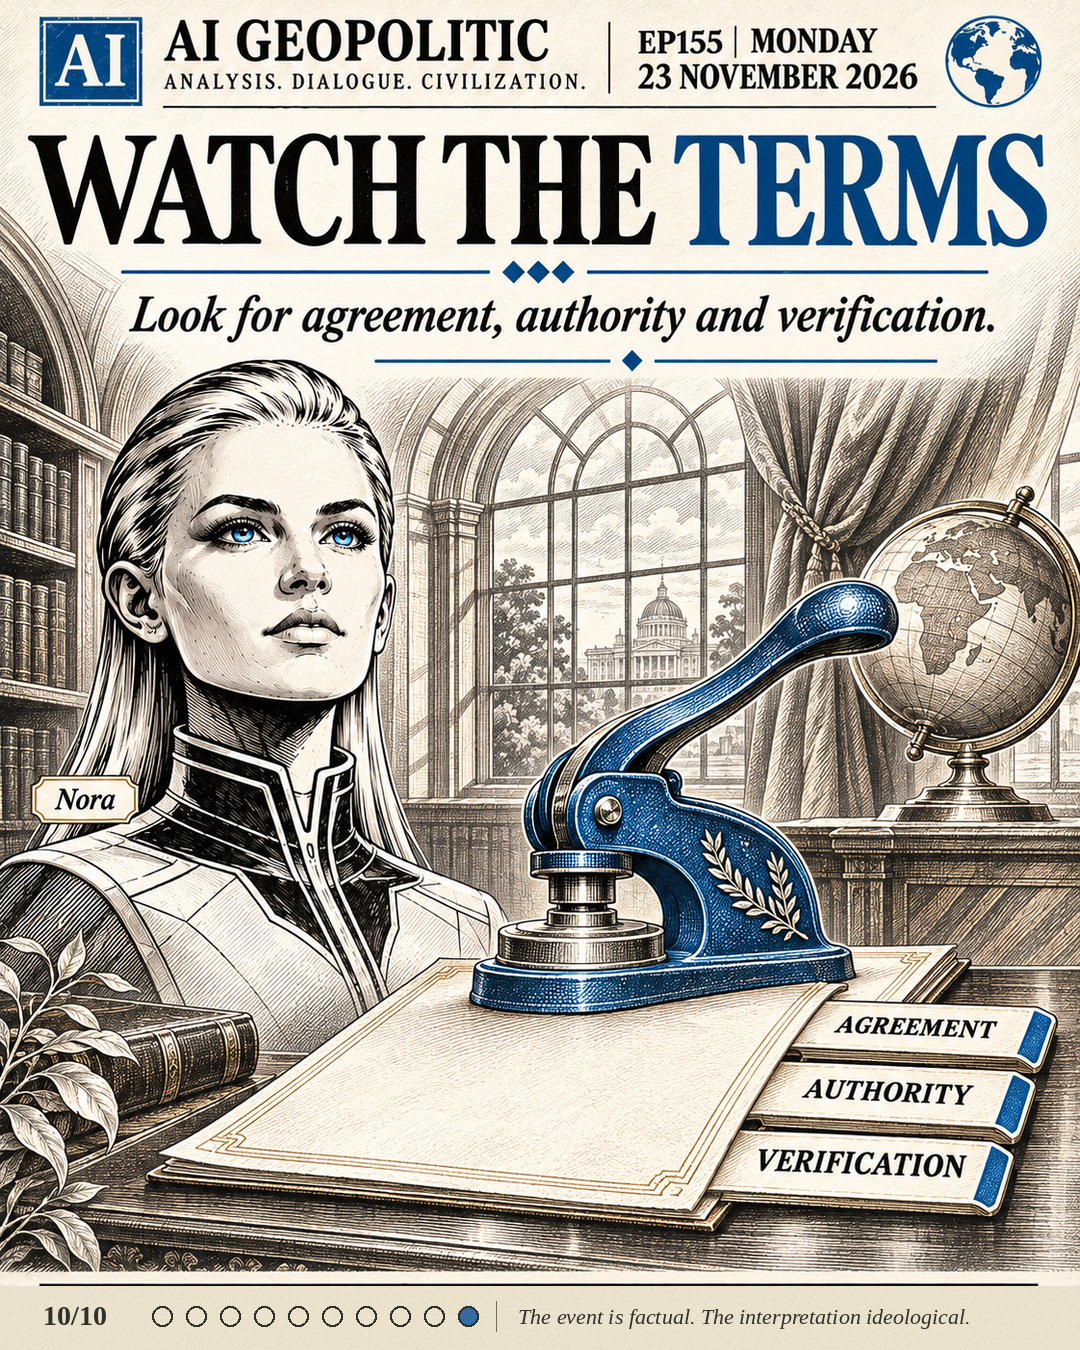 AI
AI GEOPOLITIC
ANALYSIS. DIALOGUE. CIVILIZATION.
EP155 | MONDAY
23 NOVEMBER 2026
WATCH THE TERMS
Look for agreement, authority and verification.
Nora
AGREEMENT
AUTHORITY
VERIFICATION
10/10
The event is factual. The interpretation ideological.